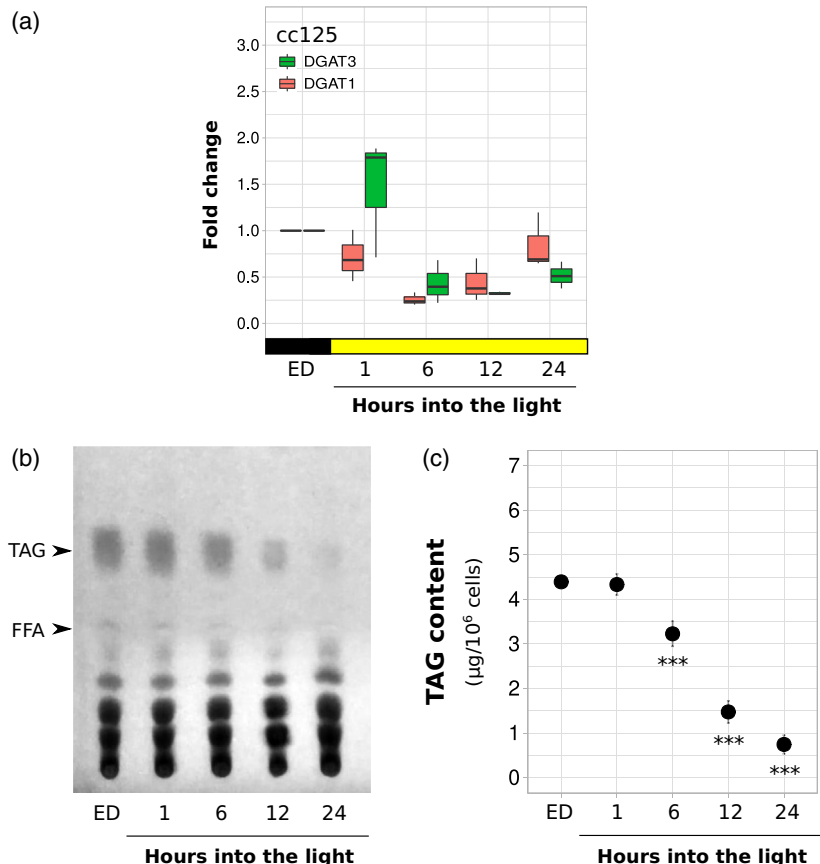 (a)
cc125
DGAT3
DGAT1
Fold change
3.0
2.5
2.0
1.5
1.0
0.5
0.0
ED 1 6 12 24
Hours into the light
(b)
TAG
FFA
ED 1 6 12 24
Hours into the light
(c)
TAG content
(µg/10⁶ cells)
7
6
5
4
3
2
1
0
***
***
***
ED 1 6 12 24
Hours into the light